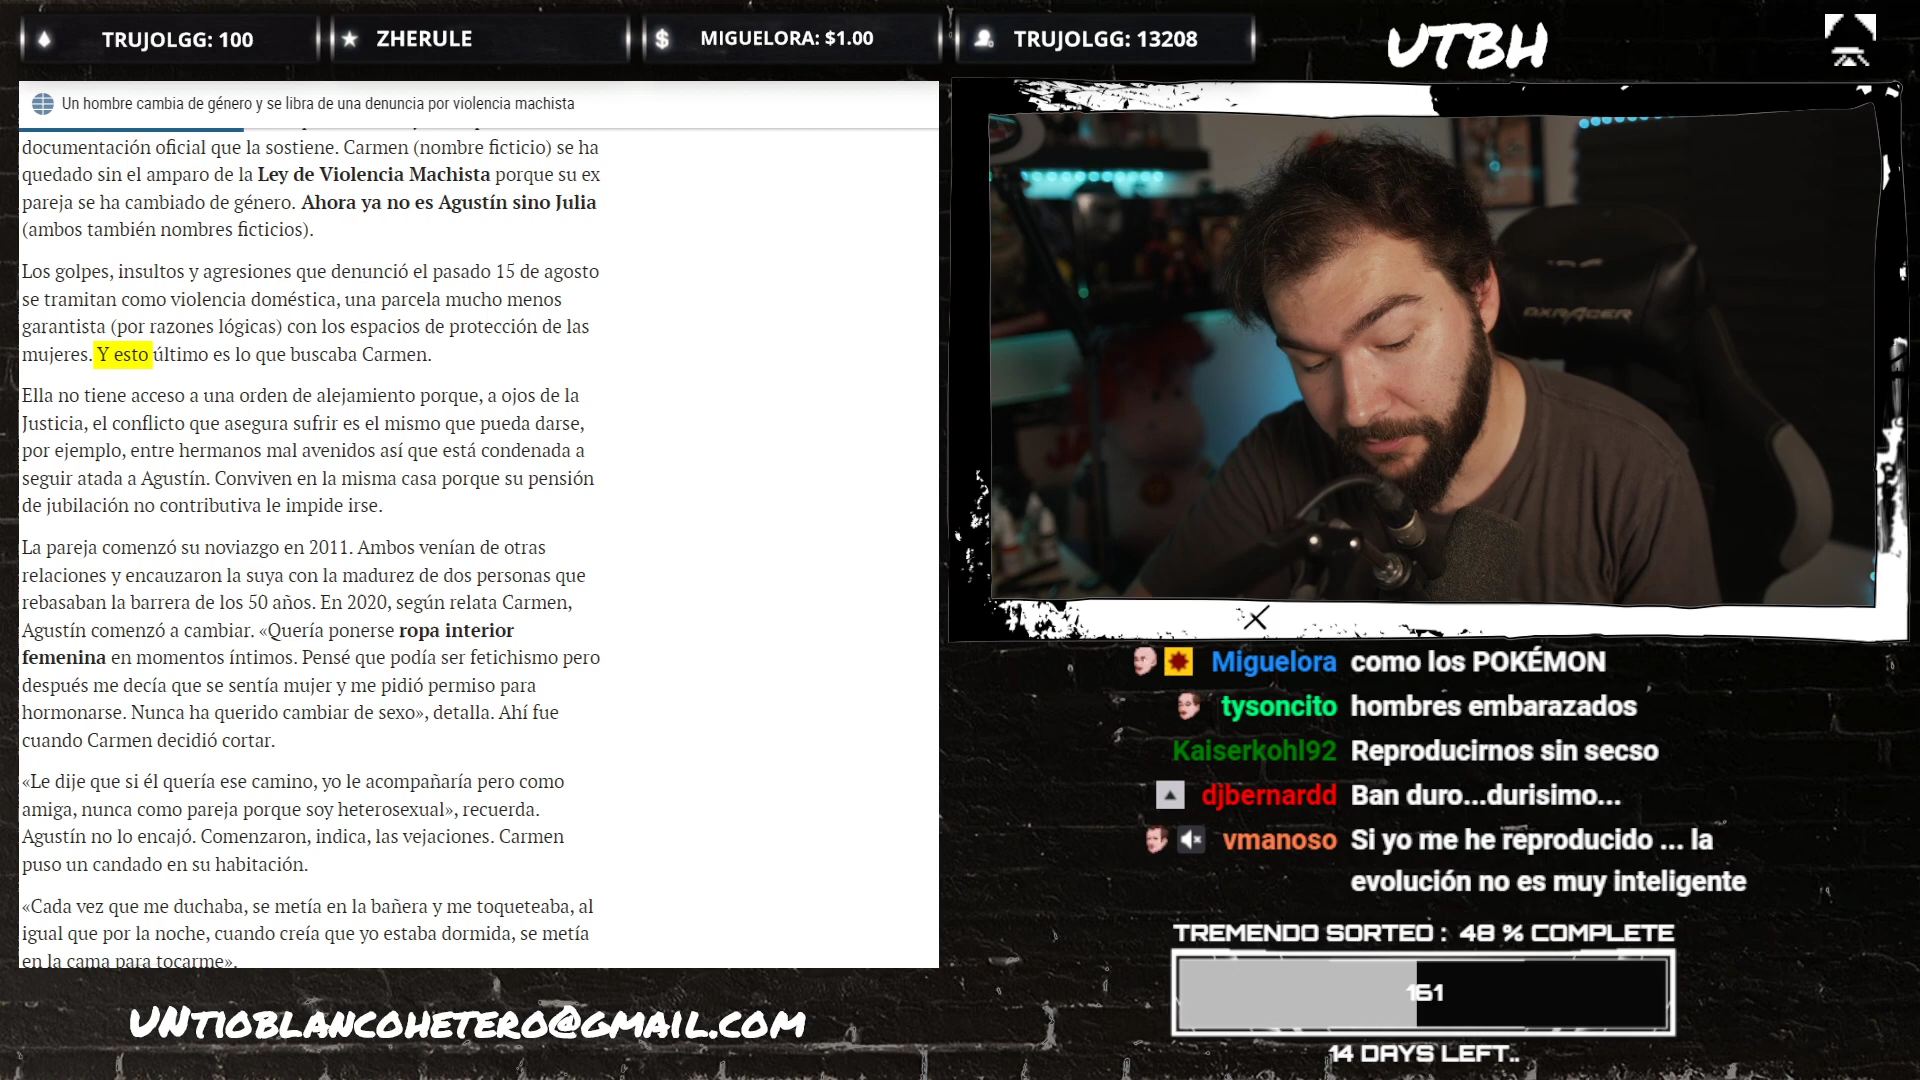 TRUJOLGG: 100
ZHERULE
MIGUELORA: $1.00
TRUJOLGG: 13208
UTBH
Un hombre cambia de género y se libra de una denuncia por violencia machista
documentación oficial que la sostiene. Carmen (nombre ficticio) se ha
quedado sin el amparo de la Ley de Violencia Machista porque su ex
pareja se ha cambiado de género. Ahora ya no es Agustín sino Julia
(ambos también nombres ficticios).
Los golpes, insultos y agresiones que denunció el pasado 15 de agosto
se tramitan como violencia doméstica, una parcela mucho menos
garantista (por razones lógicas) con los espacios de protección de las
mujeres. Y esto último es lo que buscaba Carmen.
Ella no tiene acceso a una orden de alejamiento porque, a ojos de la
Justicia, el conflicto que asegura sufrir es el mismo que pueda darse,
por ejemplo, entre hermanos mal avenidos así que está condenada a
seguir atada a Agustín. Conviven en la misma casa porque su pensión
de jubilación no contributiva le impide irse.
La pareja comenzó su noviazgo en 2011. Ambos venían de otras
relaciones y encauzaron la suya con la madurez de dos personas que
rebasaban la barrera de los 50 años. En 2020, según relata Carmen,
Agustín comenzó a cambiar. «Quería ponerse ropa interior
femenina en momentos íntimos. Pensé que podía ser fetichismo pero
después me decía que se sentía mujer y me pidió permiso para
hormonarse. Nunca ha querido cambiar de sexo», detalla. Ahí fue
cuando Carmen decidió cortar.
«Le dije que si él quería ese camino, yo le acompañaría pero como
amiga, nunca como pareja porque soy heterosexual», recuerda.
Agustín no lo encajó. Comenzaron, indica, las vejaciones. Carmen
puso un candado en su habitación.
«Cada vez que me duchaba, se metía en la bañera y me toqueteaba, al
igual que por la noche, cuando creía que yo estaba dormida, se metía
en la cama para tocarme».
UNTIOBLANCOHETERO@GMAIL.COM
DXRACER
Miguelora como los POKÉMON
tysoncito hombres embarazados
Kaiserkohl92 Reproducirnos sin secso
djbernardd Ban duro...durisimo...
vmanoso Si yo me he reproducido ... la
evolución no es muy inteligente
TREMENDO SORTEO : 48 % COMPLETE
161
14 DAYS LEFT..